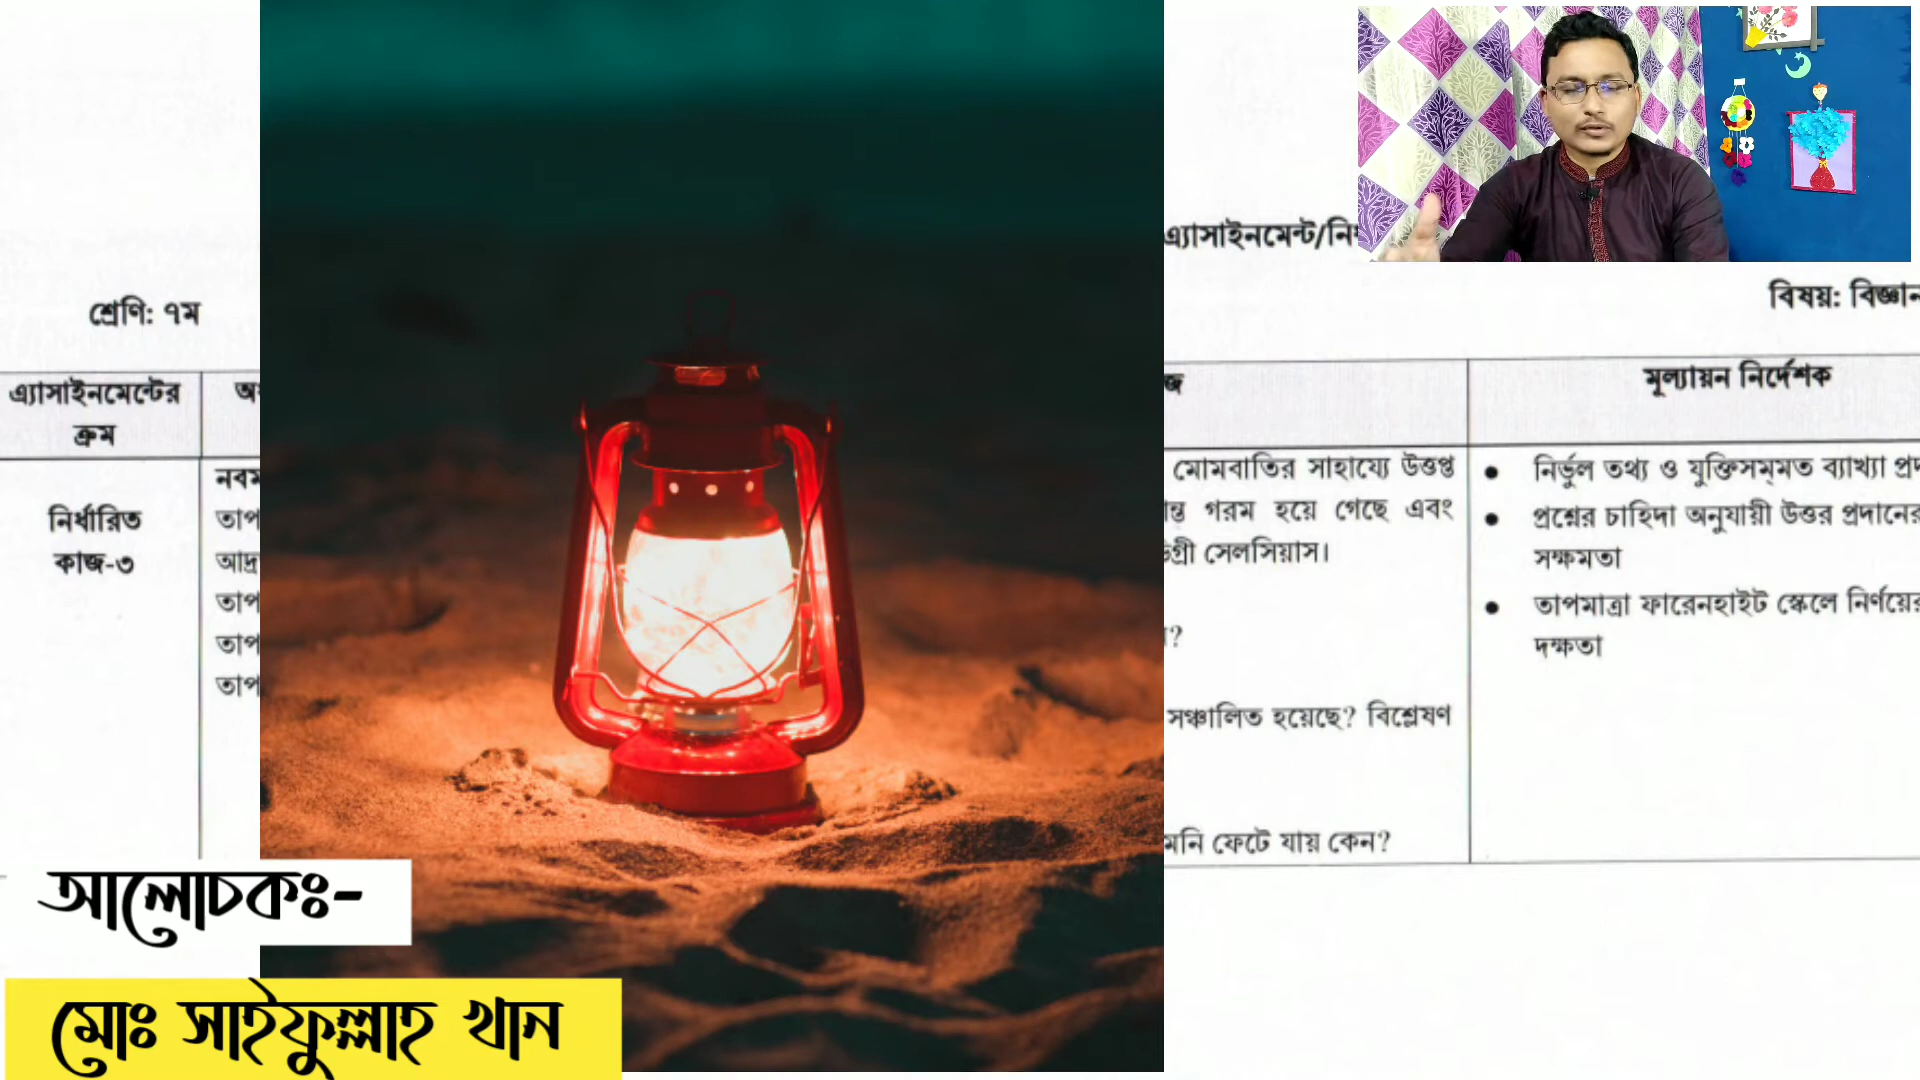 এ্যাসাইনমেন্ট/নি
শ্রেণি: ৭ম
বিষয়: বিজ্ঞান
এ্যাসাইনমেন্টের
ক্রম
মূল্যায়ন নির্দেশক
নির্ধারিত
কাজ-৩
নবম
তাপ
আদ্র
তাপ
তাপ
তাপ
মোমবাতির সাহায্যে উত্তপ্ত
গরম হয়ে গেছে এবং
সেলসিয়াস।
সঞ্চালিত হয়েছে? বিশ্লেষণ
ফেটে যায় কেন?
● নির্ভুল তথ্য ও যুক্তিসম্মত ব্যাখ্যা প্রদ
● প্রশ্নের চাহিদা অনুযায়ী উত্তর প্রদানের
সক্ষমতা
● তাপমাত্রা ফারেনহাইট স্কেলে নির্ণয়ের
দক্ষতা
আলোচকঃ-
মোঃ সাইফুল্লাহ খান